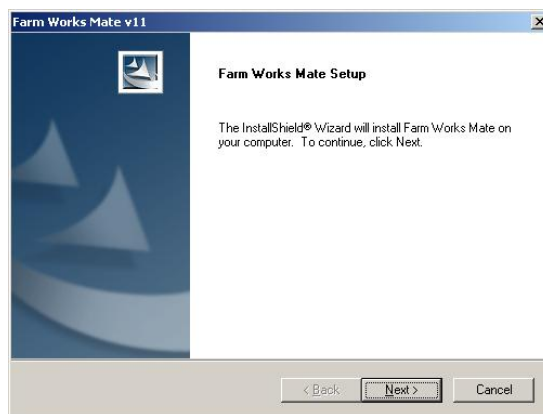 Farm Works Mate v11
Farm Works Mate Setup
The InstallShield® Wizard will install Farm Works Mate on
your computer. To continue, click Next.
< Back
Next >
Cancel